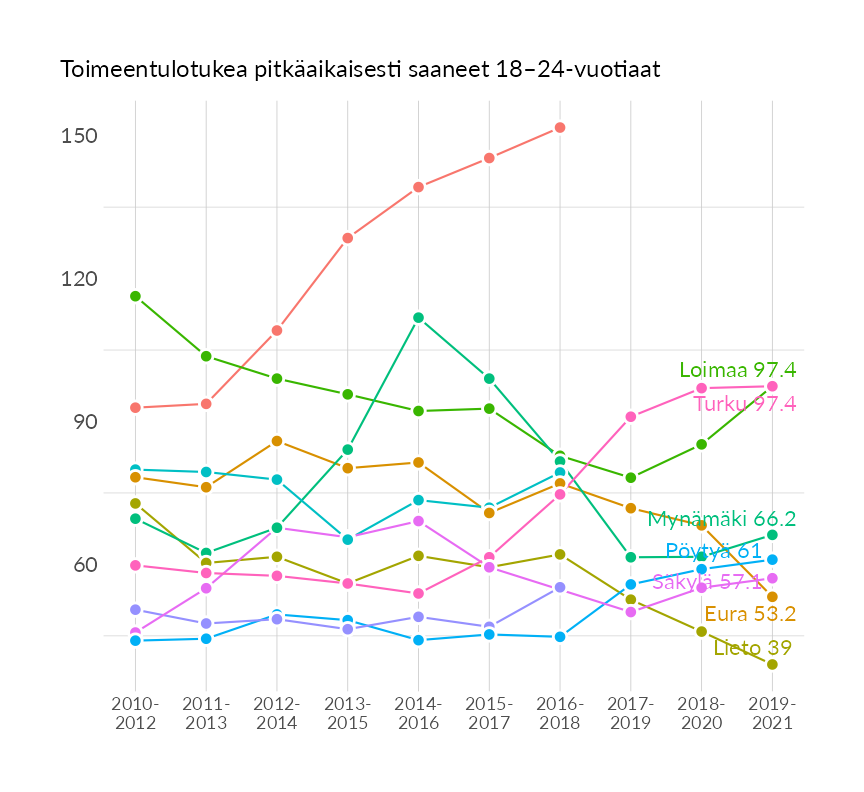 Toimeentulotukea pitkäaikaisesti saaneet 18–24-vuotiaat
150
120
90
60
Loimaa 97.4
Turku 97.4
Mynämäki 66.2
Pöytyä 61
Säkylä 57.1
Eura 53.2
Lieto 39
2010- 2011- 2012- 2013- 2014- 2015- 2016- 2017- 2018- 2019-
2012 2013 2014 2015 2016 2017 2018 2019 2020 2021